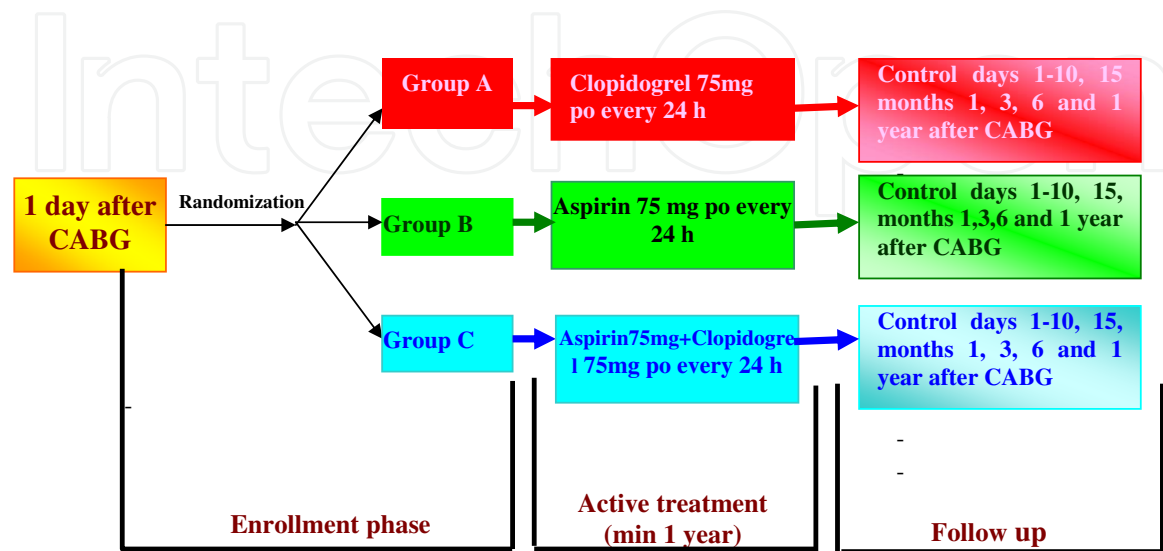 IntechOpen
Group A
Clopidogrel 75mg
po every 24 h
Control days 1-10, 15
months 1, 3, 6 and 1
year after CABG
-
1 day after
CABG
Randomization
Group B
Aspirin 75 mg po every
24 h
Control days 1-10, 15,
months 1,3,6 and 1 year
after CABG
Group C
Aspirin75mg+Clopidogre
l 75mg po every 24 h
Control days 1-10, 15,
months 1, 3, 6 and 1
year after CABG
-
-
-
Enrollment phase
Active treatment
(min 1 year)
Follow up